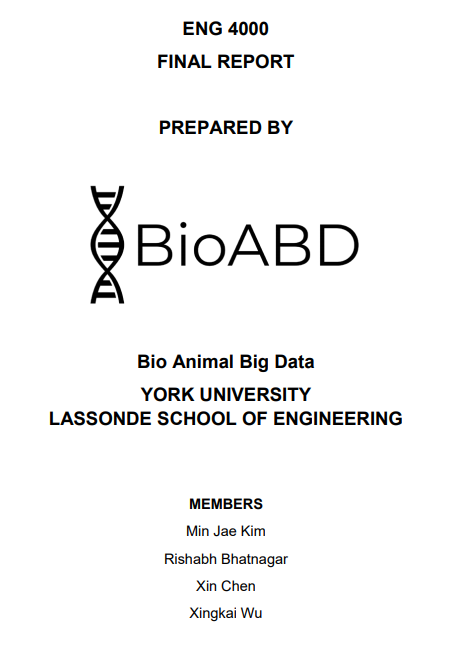 ENG 4000
FINAL REPORT
PREPARED BY
BioABD
Bio Animal Big Data
YORK UNIVERSITY
LASSONDE SCHOOL OF ENGINEERING
MEMBERS
Min Jae Kim
Rishabh Bhatnagar
Xin Chen
Xingkai Wu